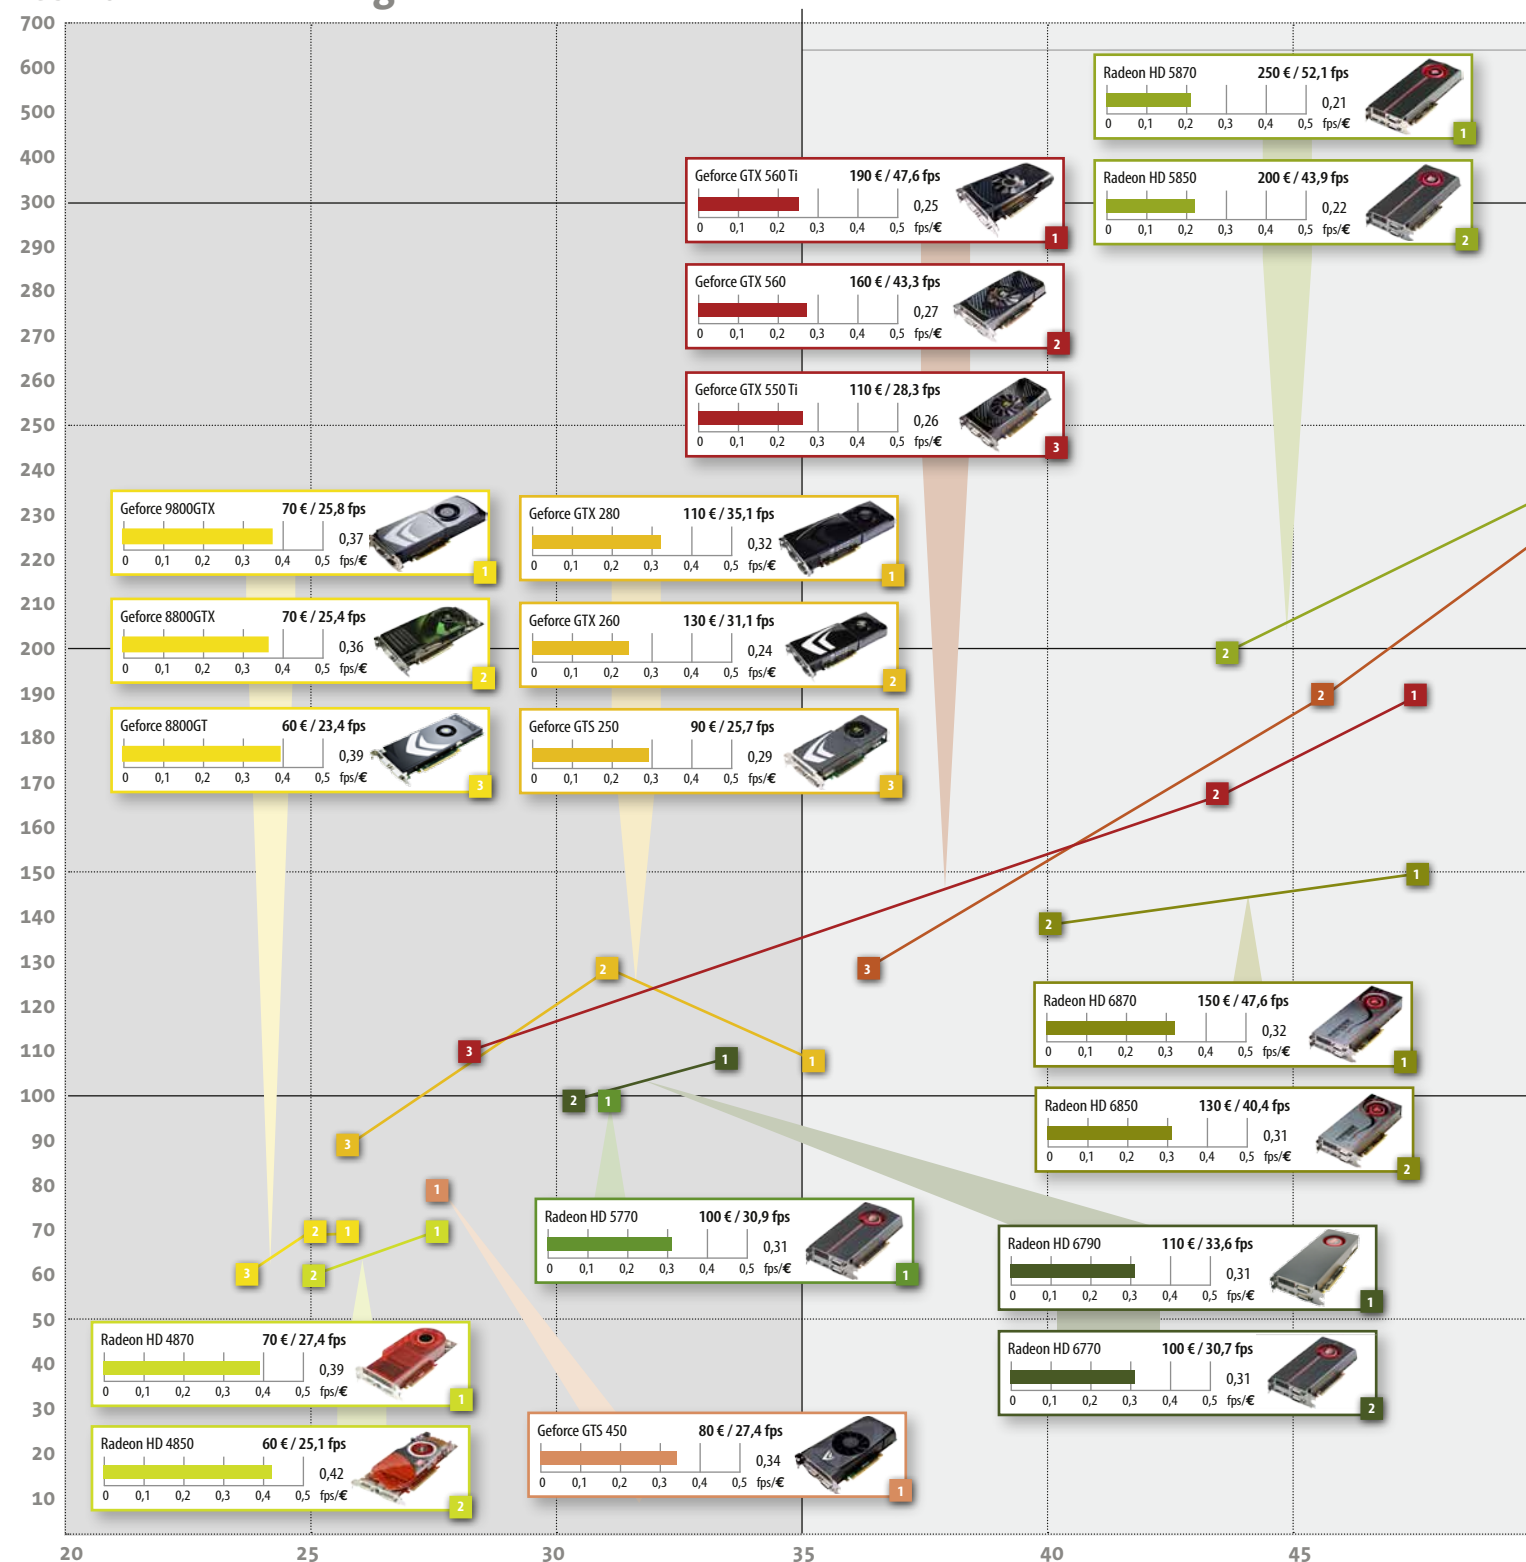 700
600
500
400
300
290
280
270
260
250
240
230
220
210
200
190
180
170
160
150
140
130
120
110
100
90
80
70
60
50
40
30
20
10
20 25 30 35 40 45
Radeon HD 5870 250 € / 52,1 fps
0,21
0 0,1 0,2 0,3 0,4 0,5 fps/€
1
Radeon HD 5850 200 € / 43,9 fps
0,22
0 0,1 0,2 0,3 0,4 0,5 fps/€
2
Geforce GTX 560 Ti 190 € / 47,6 fps
0,25
0 0,1 0,2 0,3 0,4 0,5 fps/€
1
Geforce GTX 560 160 € / 43,3 fps
0,27
0 0,1 0,2 0,3 0,4 0,5 fps/€
2
Geforce GTX 550 Ti 110 € / 28,3 fps
0,26
0 0,1 0,2 0,3 0,4 0,5 fps/€
3
Geforce 9800GTX 70 € / 25,8 fps
0,37
0 0,1 0,2 0,3 0,4 0,5 fps/€
1
Geforce 8800GTX 70 € / 25,4 fps
0,36
0 0,1 0,2 0,3 0,4 0,5 fps/€
2
Geforce 8800GT 60 € / 23,4 fps
0,39
0 0,1 0,2 0,3 0,4 0,5 fps/€
3
Geforce GTX 280 110 € / 35,1 fps
0,32
0 0,1 0,2 0,3 0,4 0,5 fps/€
1
Geforce GTX 260 130 € / 31,1 fps
0,24
0 0,1 0,2 0,3 0,4 0,5 fps/€
2
Geforce GTS 250 90 € / 25,7 fps
0,29
0 0,1 0,2 0,3 0,4 0,5 fps/€
3
2
2 1
2
1
2
2
3
3
1
1
2 1
3
1
2 1 1
3 2
Radeon HD 6870 150 € / 47,6 fps
0,32
0 0,1 0,2 0,3 0,4 0,5 fps/€
1
Radeon HD 6850 130 € / 40,4 fps
0,31
0 0,1 0,2 0,3 0,4 0,5 fps/€
2
Radeon HD 5770 100 € / 30,9 fps
0,31
0 0,1 0,2 0,3 0,4 0,5 fps/€
1
Radeon HD 6790 110 € / 33,6 fps
0,31
0 0,1 0,2 0,3 0,4 0,5 fps/€
1
Radeon HD 6770 100 € / 30,7 fps
0,31
0 0,1 0,2 0,3 0,4 0,5 fps/€
2
Radeon HD 4870 70 € / 27,4 fps
0,39
0 0,1 0,2 0,3 0,4 0,5 fps/€
1
Radeon HD 4850 60 € / 25,1 fps
0,42
0 0,1 0,2 0,3 0,4 0,5 fps/€
2
Geforce GTS 450 80 € / 27,4 fps
0,34
0 0,1 0,2 0,3 0,4 0,5 fps/€
1